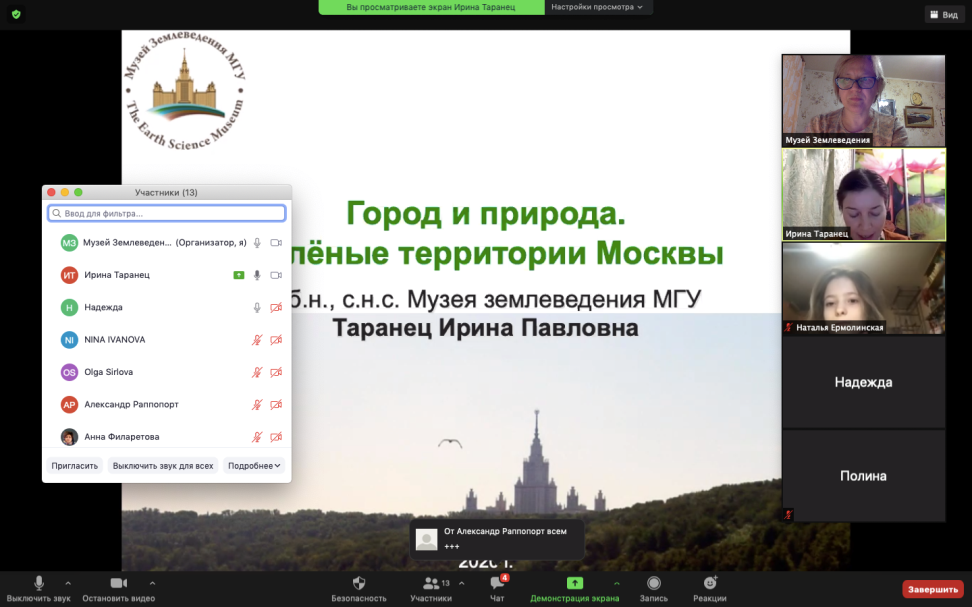 Вы просматриваете экран Ирина Таранец
Настройки просмотра
Вид
Музей Землеведения МГУ
The Earth Science Museum
Город и природа.
лёные территории Москвы
б.н., с.н.с. Музея землеведения МГУ
Таранец Ирина Павловна
Участники (13)
Ввод для фильтра...
МЗ Музей Землеведен... (Организатор, я)
ИТ Ирина Таранец
Н Надежда
NI NINA IVANOVA
OS Olga Sirlova
АР Александр Раппопорт
Анна Филаретова
Пригласить Выключить звук для всех Подробнее
Музей Землеведения
Ирина Таранец
Наталья Ермолинская
Надежда
Полина
От Александр Раппопорт всем
+++
2020 г.
Выключить звук
Остановить видео
Безопасность
13
Участники
4
Чат
Демонстрация экрана
Запись
Реакции
Завершить